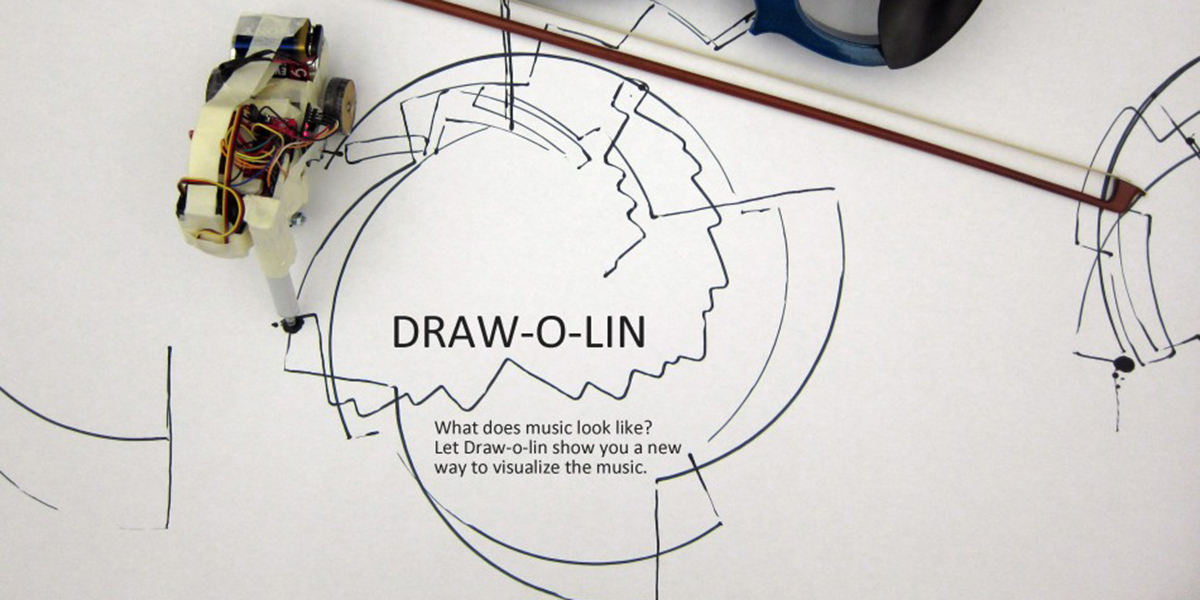 DRAW-O-LIN
What does music look like?
Let Draw-o-lin show you a new
way to visualize the music.